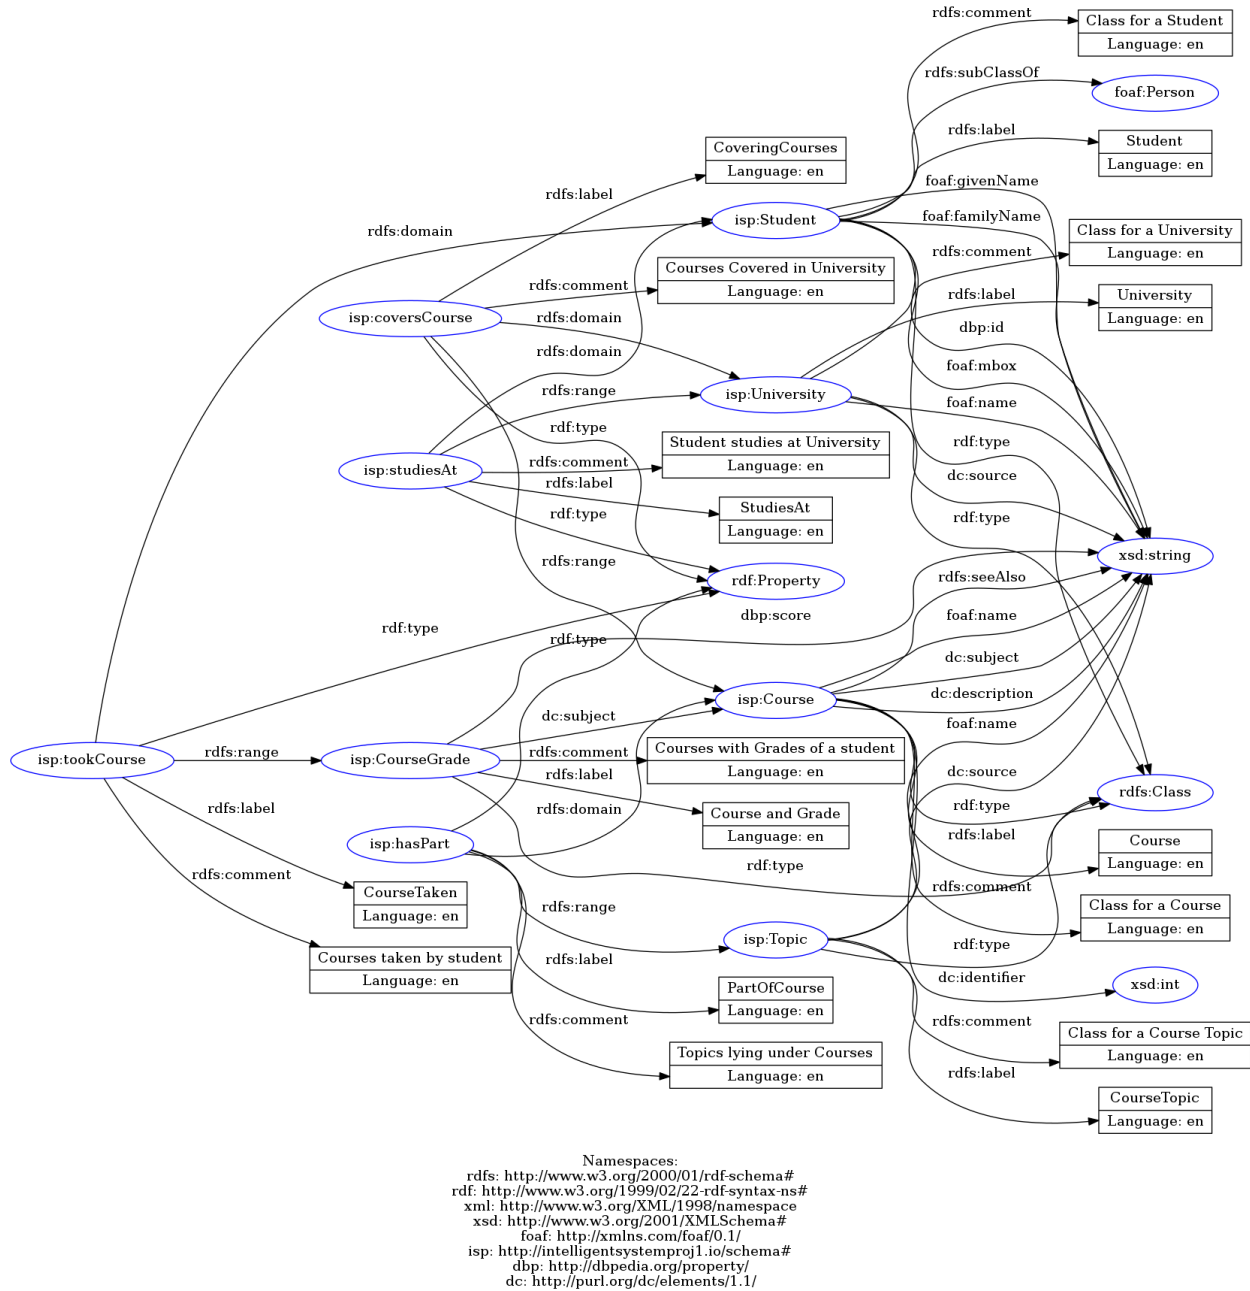 rdfs:comment
Class for a Student
Language: en
rdfs:subClassOf
foaf:Person
rdfs:label
Student
Language: en
CoveringCourses
Language: en
rdfs:label
foaf:givenName
isp:Student
foaf:familyName
rdfs:domain
Class for a University
Language: en
rdfs:comment
Courses Covered in University
Language: en
rdfs:comment
rdfs:label
University
Language: en
isp:coversCourse
rdfs:domain
dbp:id
rdfs:domain
foaf:mbox
rdfs:range
isp:University
foaf:name
rdf:type
Student studies at University
Language: en
rdf:type
isp:studiesAt
rdfs:comment
rdfs:label
dc:source
StudiesAt
Language: en
rdf:type
rdf:type
xsd:string
rdfs:range
rdf:Property
rdfs:seeAlso
dbp:score
foaf:name
rdf:type
rdf:type
dc:subject
isp:Course
dc:description
dc:subject
foaf:name
isp:tookCourse
rdfs:range
isp:CourseGrade
rdfs:comment
Courses with Grades of a student
Language: en
rdfs:label
dc:source
rdfs:Class
rdfs:label
rdfs:domain
Course and Grade
Language: en
rdf:type
rdfs:label
Course
Language: en
isp:hasPart
rdf:type
rdfs:comment
CourseTaken
Language: en
rdfs:comment
Class for a Course
Language: en
rdfs:range
isp:Topic
rdf:type
Courses taken by student
Language: en
rdfs:label
dc:identifier
xsd:int
PartOfCourse
Language: en
rdfs:comment
rdfs:comment
Class for a Course Topic
Language: en
Topics lying under Courses
Language: en
rdfs:label
CourseTopic
Language: en
Namespaces:
rdfs: http://www.w3.org/2000/01/rdf-schema#
rdf: http://www.w3.org/1999/02/22-rdf-syntax-ns#
xml: http://www.w3.org/XML/1998/namespace
xsd: http://www.w3.org/2001/XMLSchema#
foaf: http://xmlns.com/foaf/0.1/
isp: http://intelligentsystemproj1.io/schema#
dbp: http://dbpedia.org/property/
dc: http://purl.org/dc/elements/1.1/